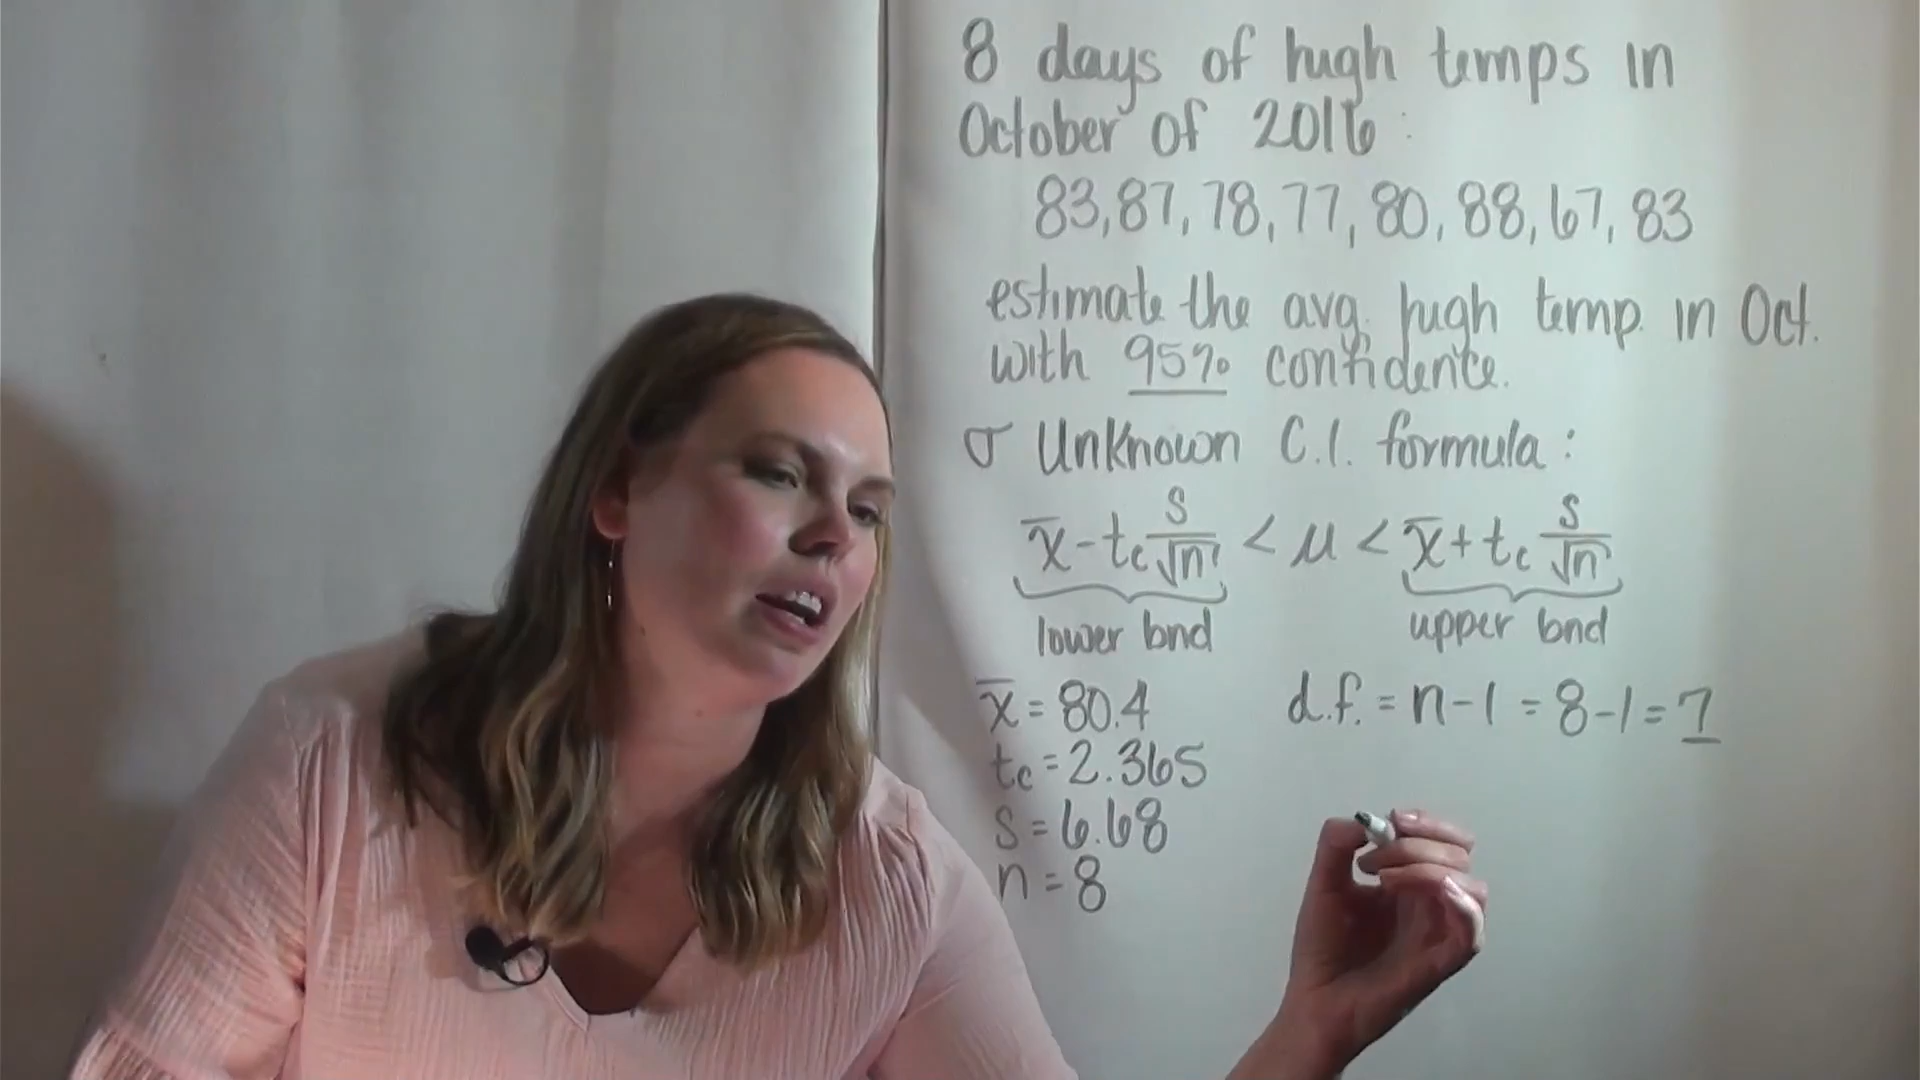 8 days of high temps in
October of 2016:
83, 87, 78, 77, 80, 88, 67, 83
estimate the avg. high temp. in Oct.
with 95% confidence.
σ Unknown C.I. formula:
x̄ - tc s/√n < μ < x̄ + tc s/√n
lower bnd upper bnd
x̄ = 80.4 d.f. = n-1 = 8-1 = 7
tc = 2.365
s = 6.68
n = 8